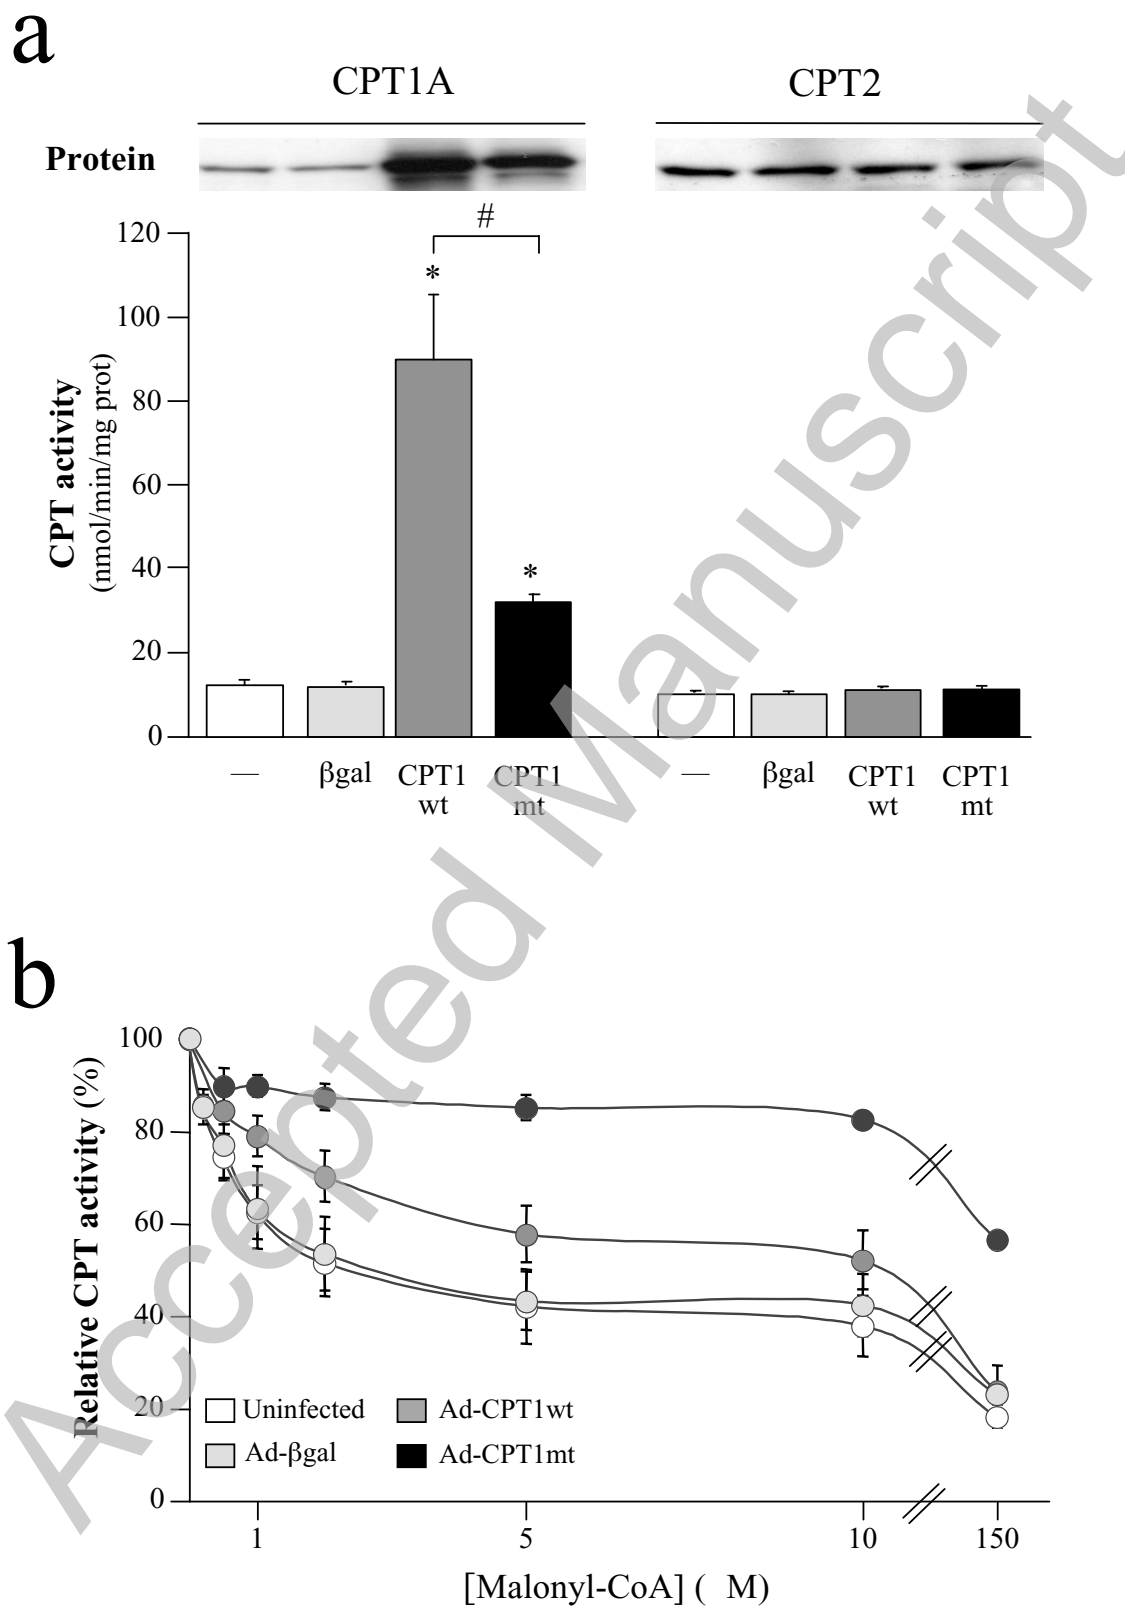 a
CPT1A
CPT2
Protein
#
120
100
80
60
40
20
0
*
*
CPT activity
(nmol/min/mg prot)
— βgal CPT1 wt CPT1 mt
— βgal CPT1 wt CPT1 mt
b
100
80
60
40
20
0
Relative CPT activity (%)
Uninfected
Ad-CPT1wt
Ad-βgal
Ad-CPT1mt
1 5 10 150
[Malonyl-CoA] ( M)
Accepted Manuscript